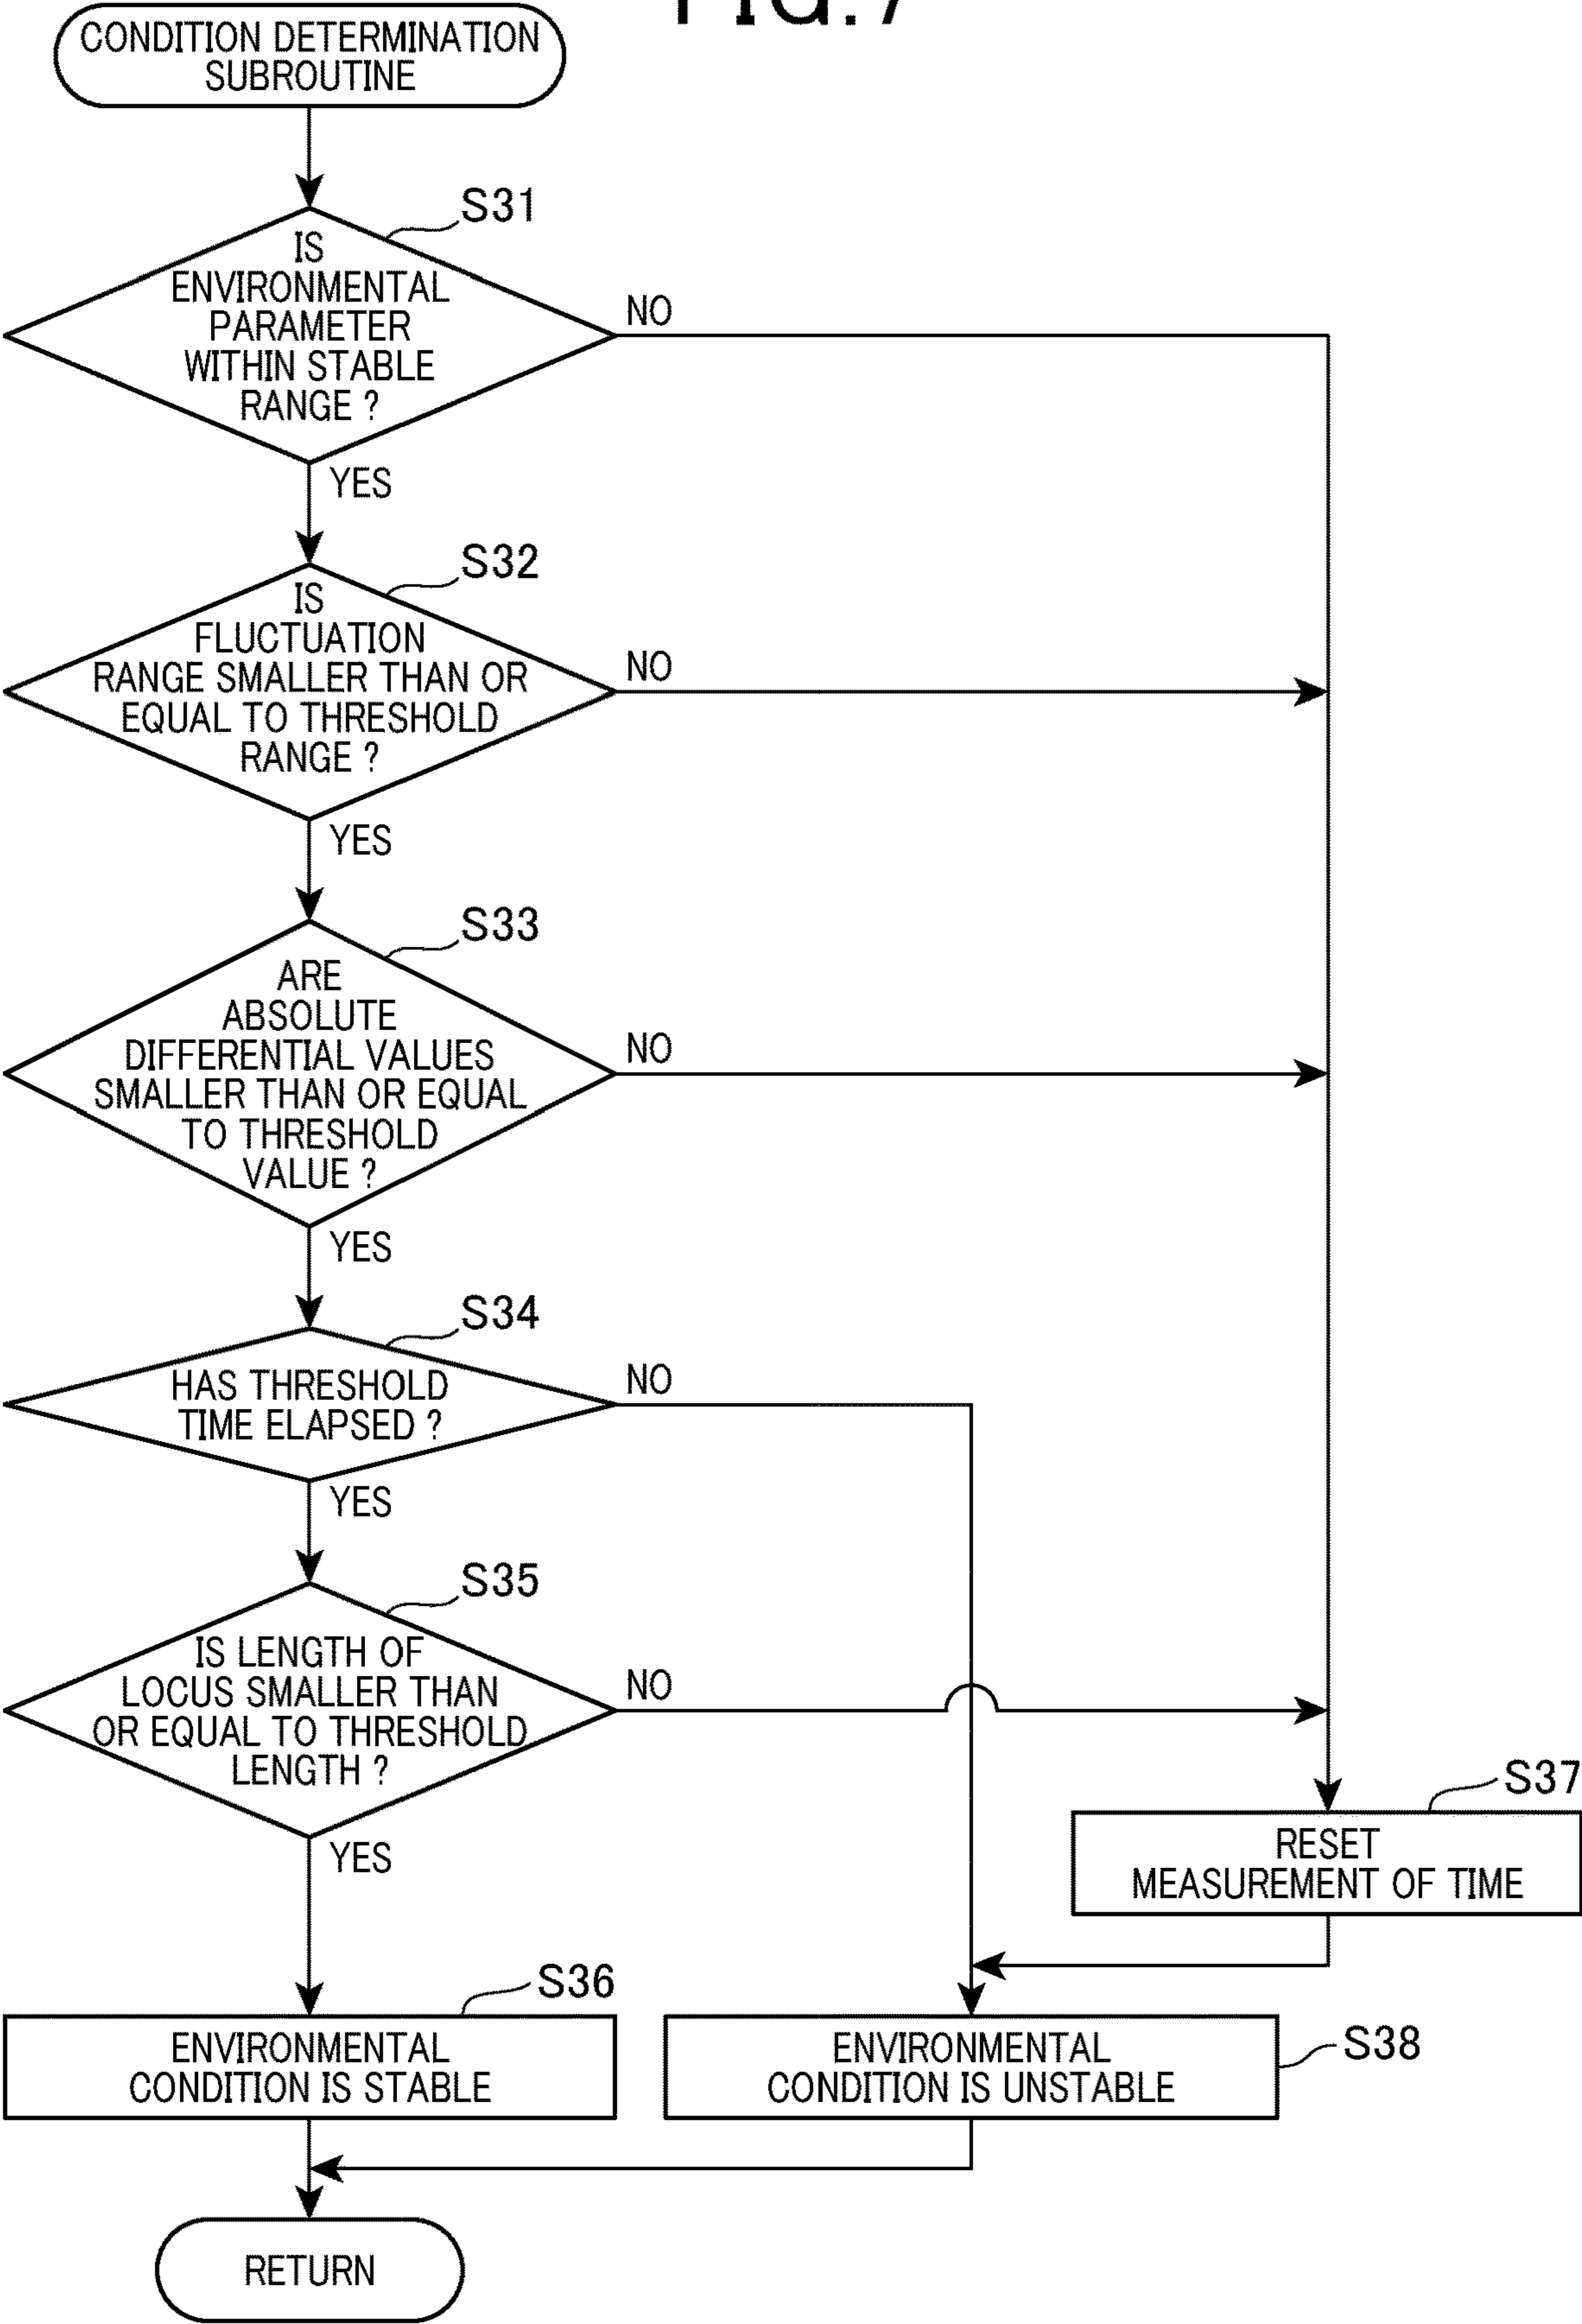 FIG.7
CONDITION DETERMINATION
SUBROUTINE
S31
IS
ENVIRONMENTAL
PARAMETER
WITHIN STABLE
RANGE ?
NO
YES
S32
IS
FLUCTUATION
RANGE SMALLER THAN OR
EQUAL TO THRESHOLD
RANGE ?
NO
YES
S33
ARE
ABSOLUTE
DIFFERENTIAL VALUES
SMALLER THAN OR EQUAL
TO THRESHOLD
VALUE ?
NO
YES
S34
HAS THRESHOLD
TIME ELAPSED ?
NO
YES
S35
IS LENGTH OF
LOCUS SMALLER THAN
OR EQUAL TO THRESHOLD
LENGTH ?
NO
YES
S37
RESET
MEASUREMENT OF TIME
S36
ENVIRONMENTAL
CONDITION IS STABLE
S38
ENVIRONMENTAL
CONDITION IS UNSTABLE
RETURN